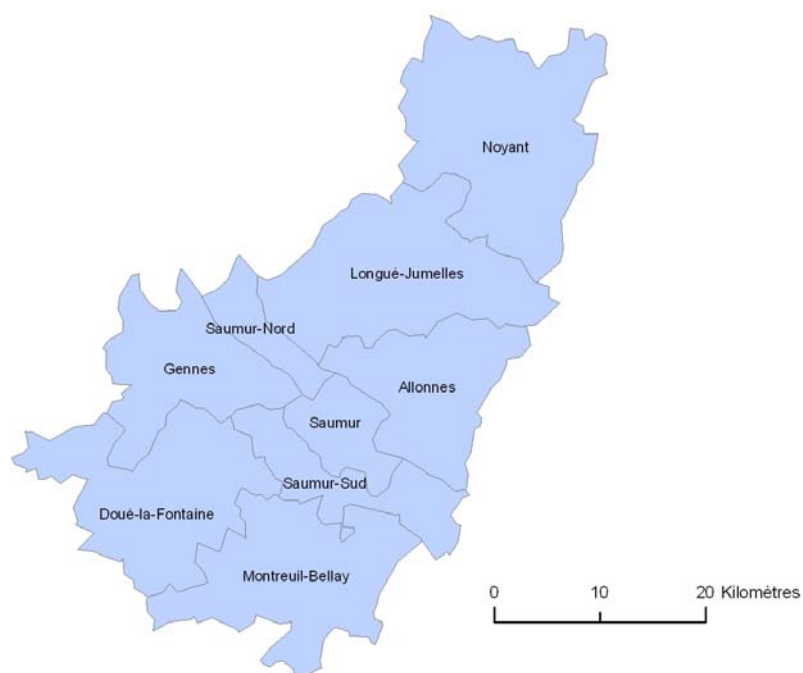 Noyant
Longué-Jumelles
Saumur-Nord
Gennes
Allonnes
Saumur
Saumur-Sud
Doué-la-Fontaine
Montreuil-Bellay
0 10 20 Kilomètres